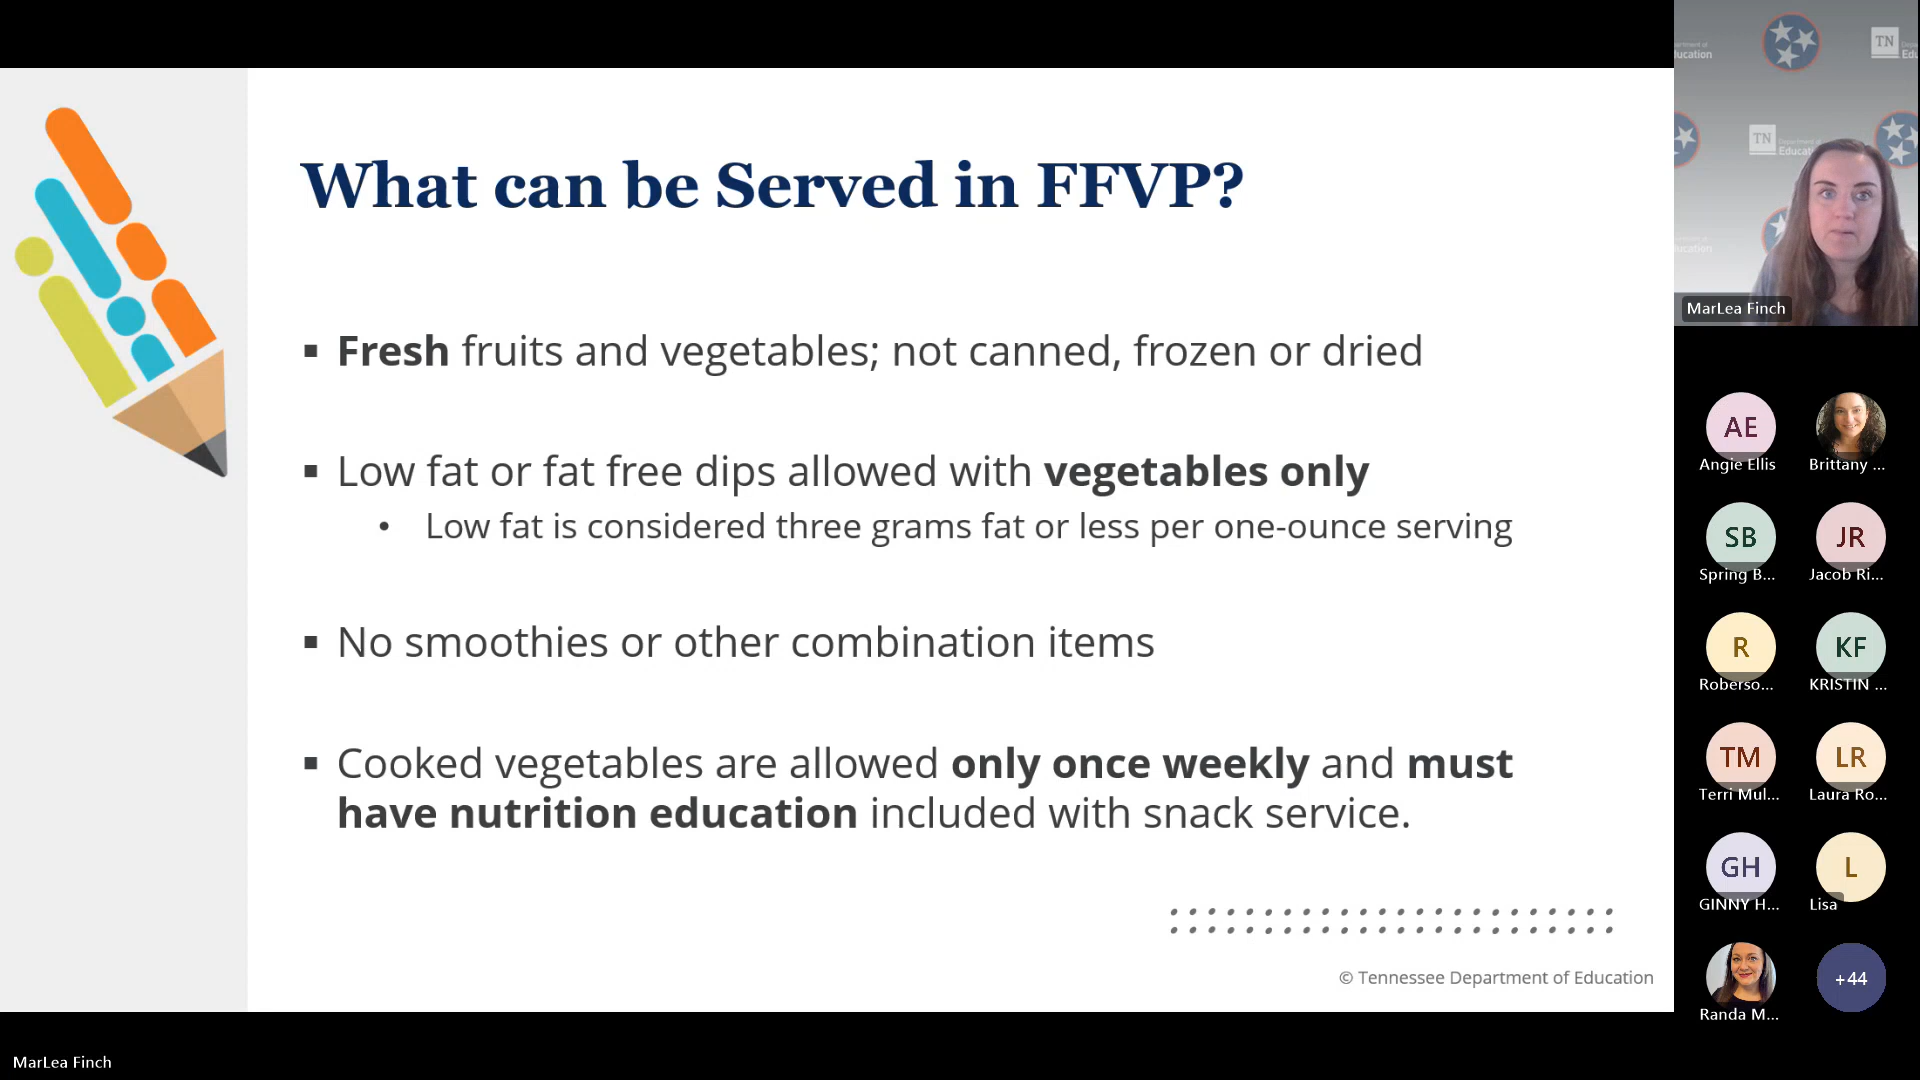 What can be Served in FFVP?
▪ Fresh fruits and vegetables; not canned, frozen or dried
▪ Low fat or fat free dips allowed with vegetables only
• Low fat is considered three grams fat or less per one-ounce serving
▪ No smoothies or other combination items
▪ Cooked vegetables are allowed only once weekly and must
have nutrition education included with snack service.
© Tennessee Department of Education
MarLea Finch
TN
TN
Education
MarLea Finch
AE
Angie Ellis
Brittany ...
SB
Spring B...
JR
Jacob Ri...
R
Roberso...
KF
KRISTIN ...
TM
Terri Mul...
LR
Laura Ro...
GH
GINNY H...
L
Lisa
Randa M...
+44